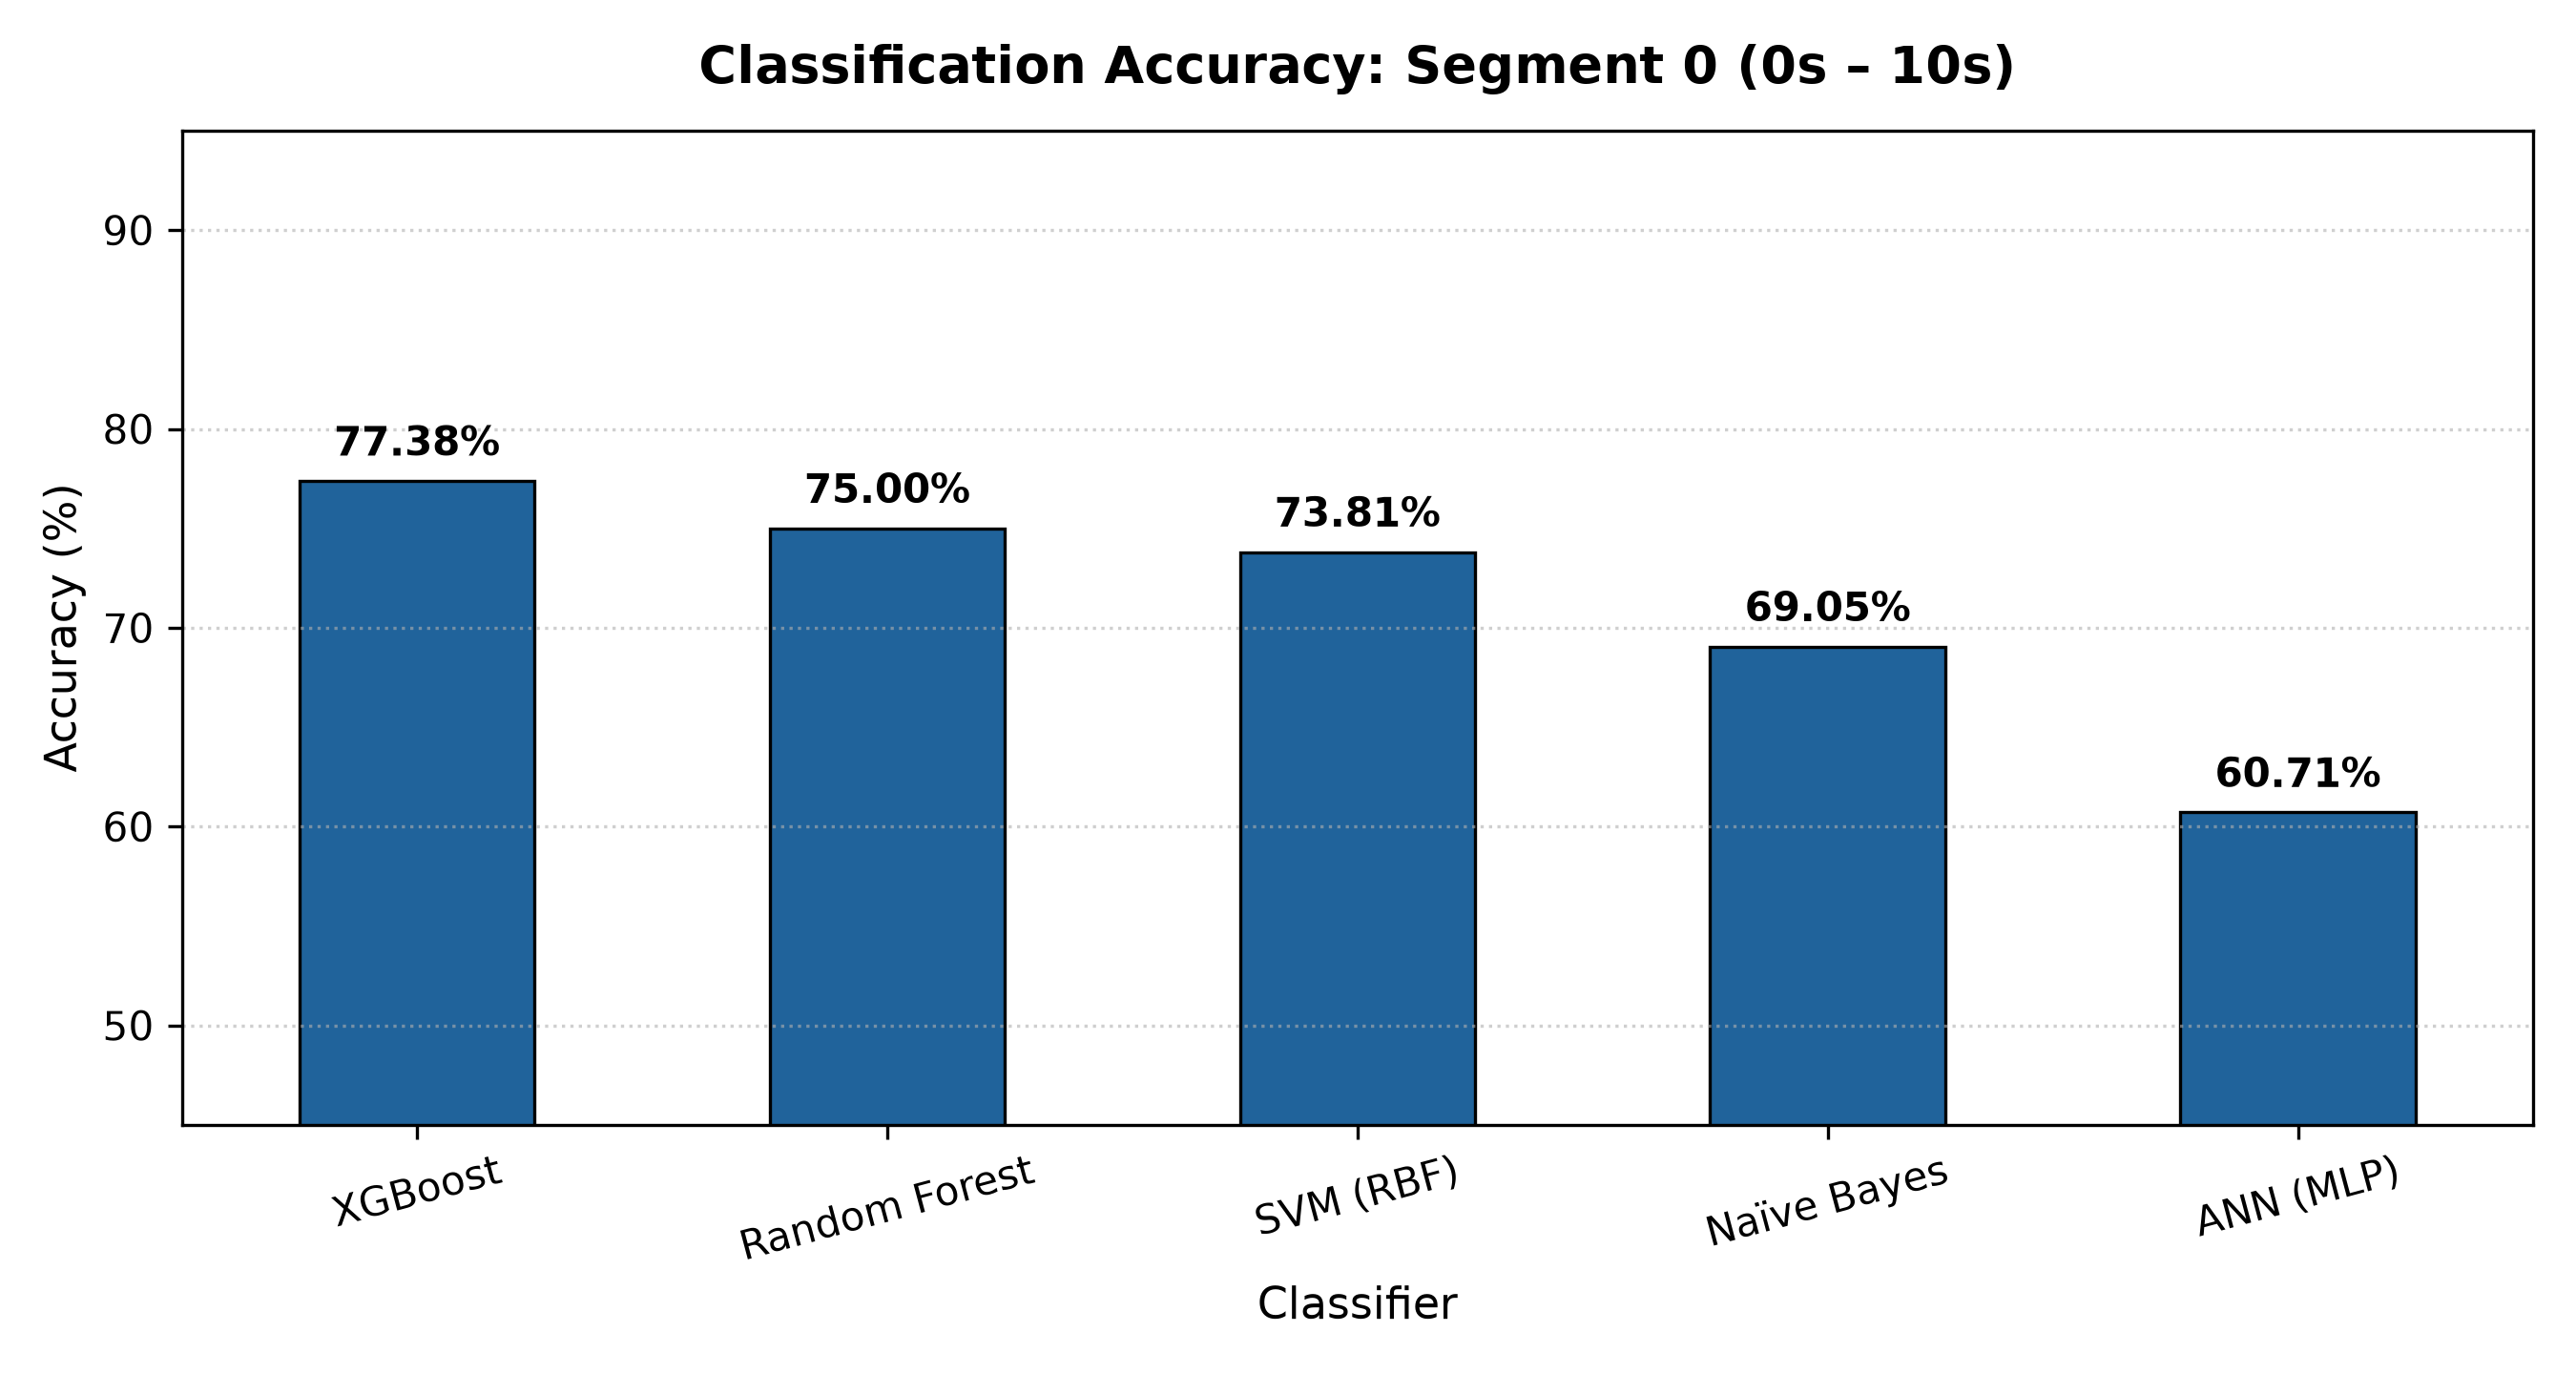 Classification Accuracy: Segment 0 (0s – 10s)
Accuracy (%)
90
80
70
60
50
77.38%
75.00%
73.81%
69.05%
60.71%
XGBoost
Random Forest
SVM (RBF)
Naïve Bayes
ANN (MLP)
Classifier